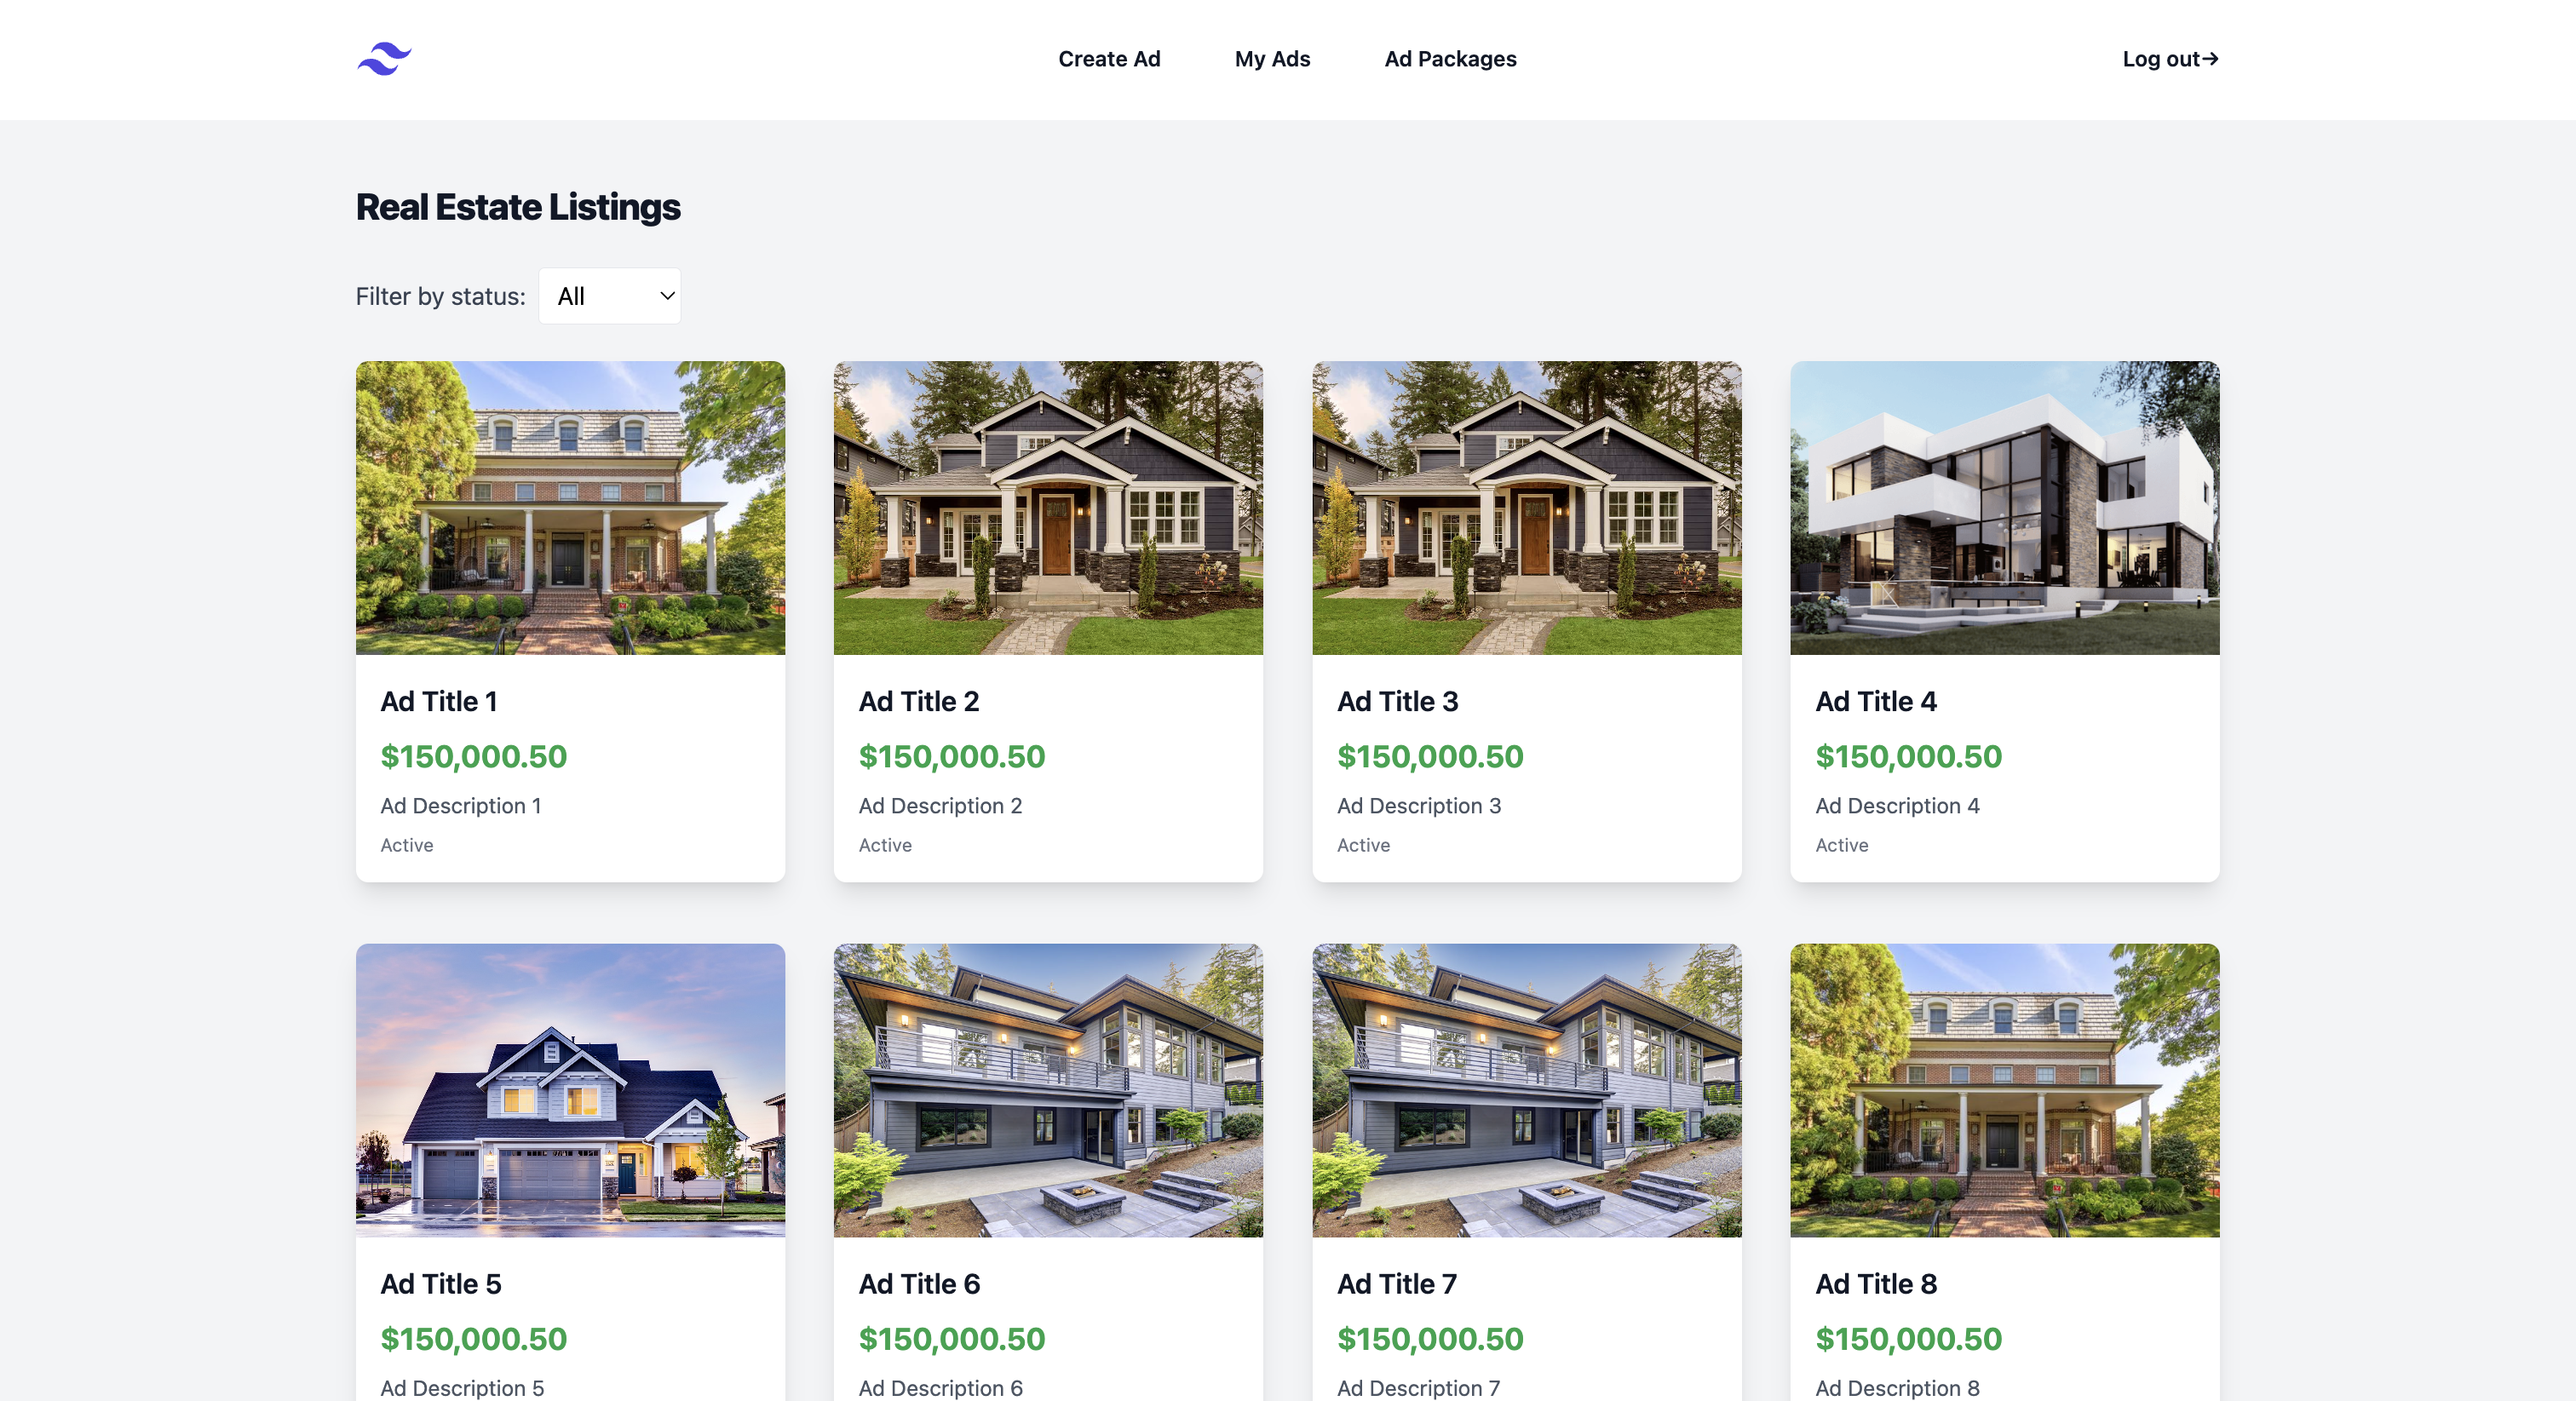 Create Ad My Ads Ad Packages Log out→
Real Estate Listings
Filter by status: All
Ad Title 1
$150,000.50
Ad Description 1
Active
Ad Title 2
$150,000.50
Ad Description 2
Active
Ad Title 3
$150,000.50
Ad Description 3
Active
Ad Title 4
$150,000.50
Ad Description 4
Active
Ad Title 5
$150,000.50
Ad Description 5
Ad Title 6
$150,000.50
Ad Description 6
Ad Title 7
$150,000.50
Ad Description 7
Ad Title 8
$150,000.50
Ad Description 8